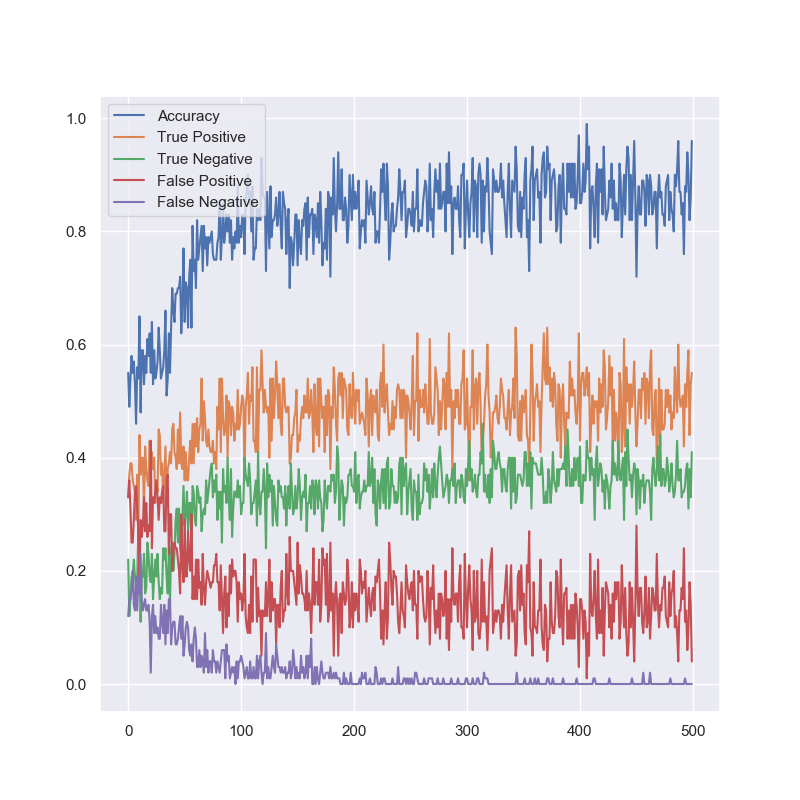 1.0
0.8
0.6
0.4
0.2
0.0
Accuracy
True Positive
True Negative
False Positive
False Negative
0 100 200 300 400 500